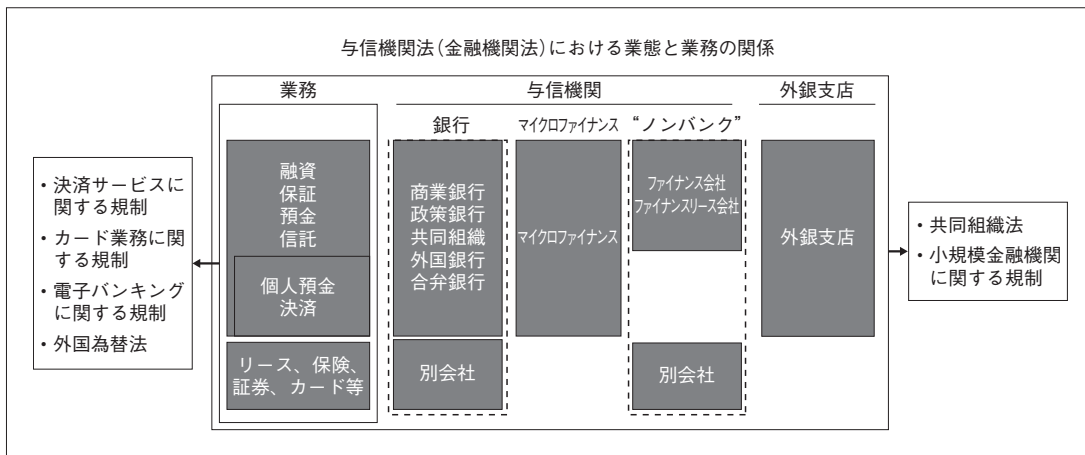 与信機関法（金融機関法）における業態と業務の関係
業務
与信機関
外銀支店
銀行
マイクロファイナンス
“ノンバンク”
・決済サービスに
関する規制
・カード業務に関
する規制
・電子バンキング
に関する規制
・外国為替法
融資
保証
預金
信託
個人預金
決済
リース、保険、
証券、カード等
商業銀行
政策銀行
共同組織
外国銀行
合弁銀行
別会社
マイクロファイナンス
ファイナンス会社
ファイナンスリース会社
別会社
外銀支店
・共同組織法
・小規模金融機関
に関する規制